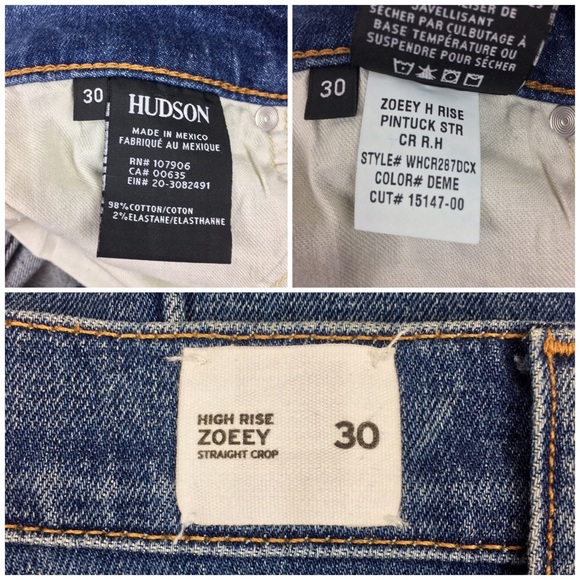 30
HUDSON
MADE IN MEXICO
FABRIQUÉ AU MEXIQUE
RN# 107906
CA# 00635
EIN# 20-3082491
98% COTTON/COTON
2% ELASTANE/ELASTHANNE
JAVELLISANT
SÉCHER PAR CULBUTAGE À
BASE TEMPÉRATURE OU
SUSPENDRE POUR SÉCHER
30
ZOEEY H RISE
PINTUCK STR
CR R.H
STYLE# WHCR287DCX
COLOR# DEME
CUT# 15147-00
HIGH RISE
ZOEEY
STRAIGHT CROP
30